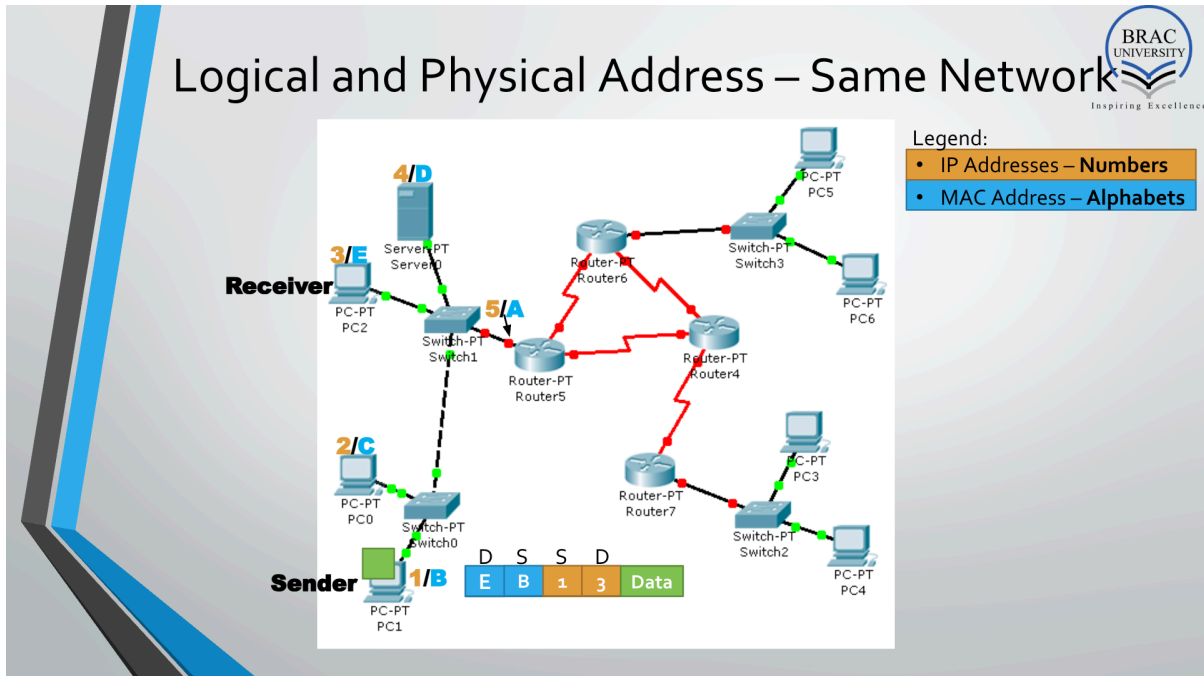 Logical and Physical Address – Same Network
BRAC
UNIVERSITY
Inspiring Excellence
Legend:
• IP Addresses – Numbers
• MAC Address – Alphabets
4/D
Server-PT
Server0
3/E
Receiver
PC-PT
PC2
5/A
Switch-PT
Switch1
Router-PT
Router5
Router-PT
Router6
Router-PT
Router4
Switch-PT
Switch3
PC-PT
PC5
PC-PT
PC6
2/C
PC-PT
PC0
Switch-PT
Switch0
Sender
1/B
PC-PT
PC1
D S S D
E B 1 3 Data
Router-PT
Router7
PC-PT
PC3
Switch-PT
Switch2
PC-PT
PC4